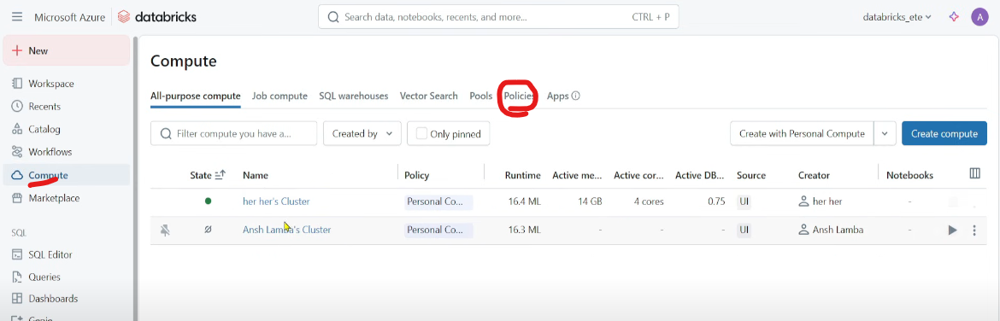 Microsoft Azure databricks Search data, notebooks, recents, and more... CTRL + P databricks_ete A
New
Compute
Workspace
All-purpose compute Job compute SQL warehouses Vector Search Pools Policies Apps
Recents
Catalog
Filter compute you have a... Created by Only pinned Create with Personal Compute Create compute
Workflows
Compute
Marketplace
State Name Policy Runtime Active me... Active cor... Active DB... Source Creator Notebooks
her her's Cluster Personal Co... 16.4 ML 14 GB 4 cores 0.75 UI her her -
Ansh Lamba's Cluster Personal Co... 16.3 ML - - - UI Ansh Lamba -
SQL
SQL Editor
Queries
Dashboards
Genie